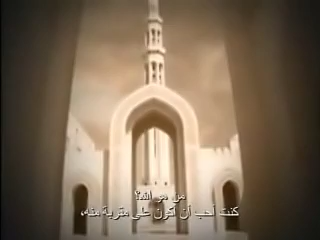 من هو الله؟
كنت أحب أن أكون على مقربة منه،